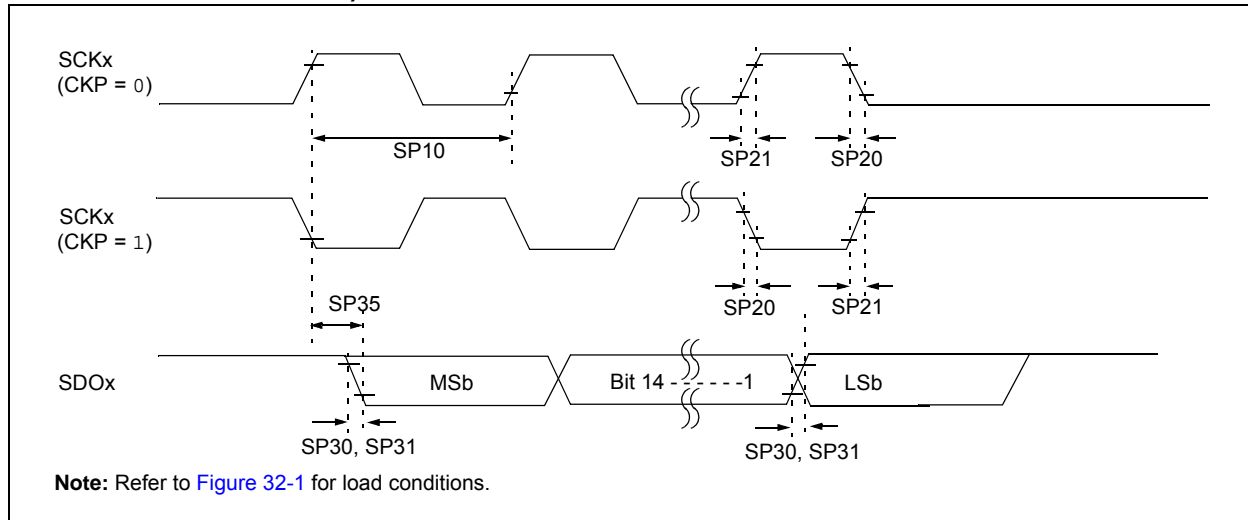 SCKx
(CKP = 0)
SP10
SP21
SP20
SCKx
(CKP = 1)
SP35
SP20
SP21
SDOx
MSb
Bit 14 - - - - - -1
LSb
SP30, SP31
SP30, SP31
Note: Refer to Figure 32-1 for load conditions.